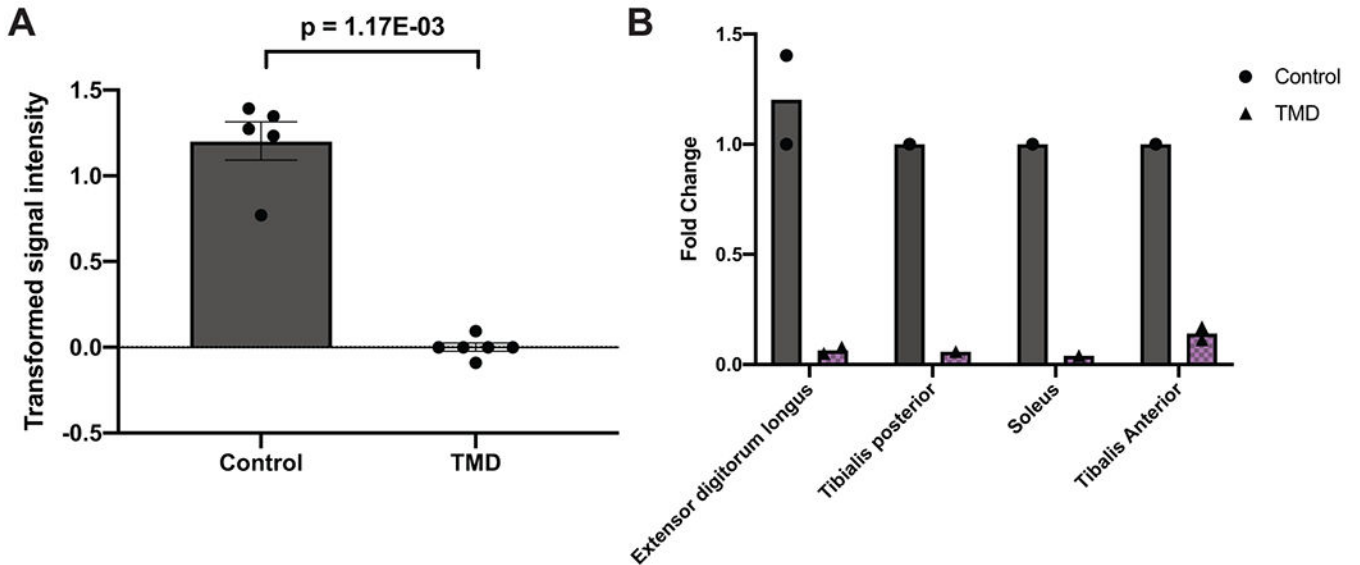 A
p = 1.17E-03
Transformed signal intensity
1.5
1.0
0.5
0.0
-0.5
Control
TMD
B
Fold Change
1.5
1.0
0.5
0.0
Extensor digitorum longus
Tibialis posterior
Soleus
Tibalis Anterior
Control
TMD